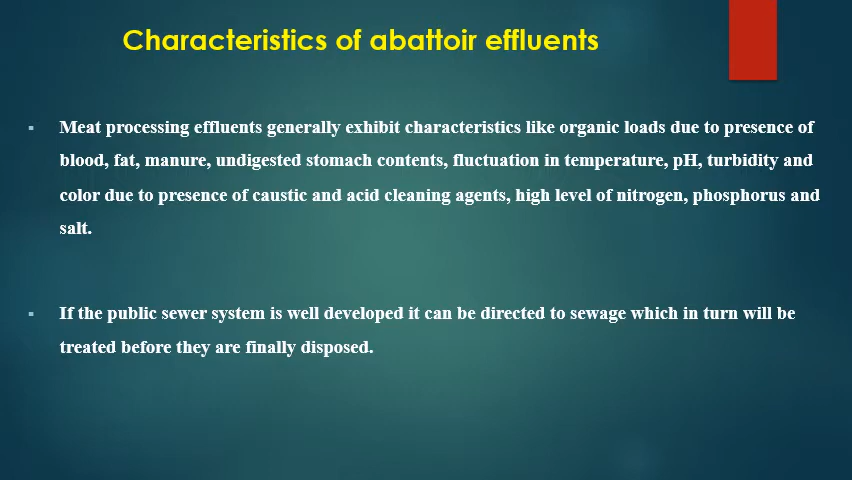 Characteristics of abattoir effluents
▪ Meat processing effluents generally exhibit characteristics like organic loads due to presence of
blood, fat, manure, undigested stomach contents, fluctuation in temperature, pH, turbidity and
color due to presence of caustic and acid cleaning agents, high level of nitrogen, phosphorus and
salt.
▪ If the public sewer system is well developed it can be directed to sewage which in turn will be
treated before they are finally disposed.